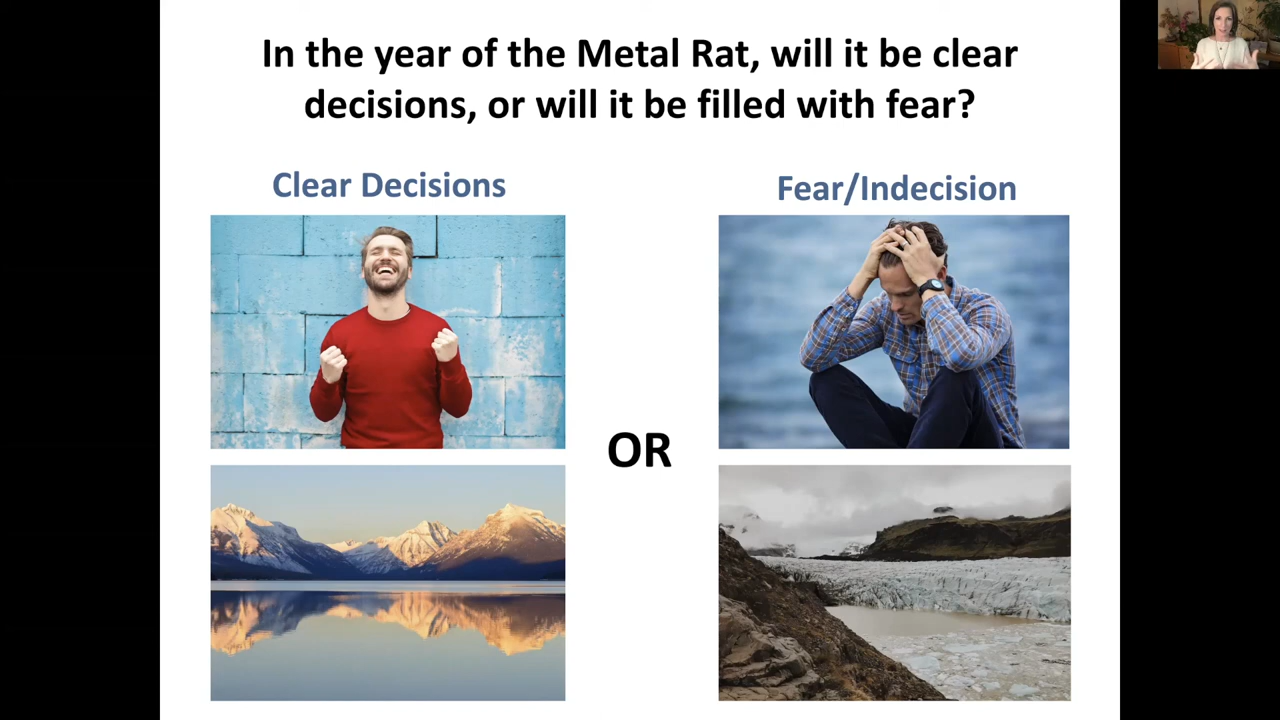 In the year of the Metal Rat, will it be clear
decisions, or will it be filled with fear?
Clear Decisions
Fear/Indecision
OR